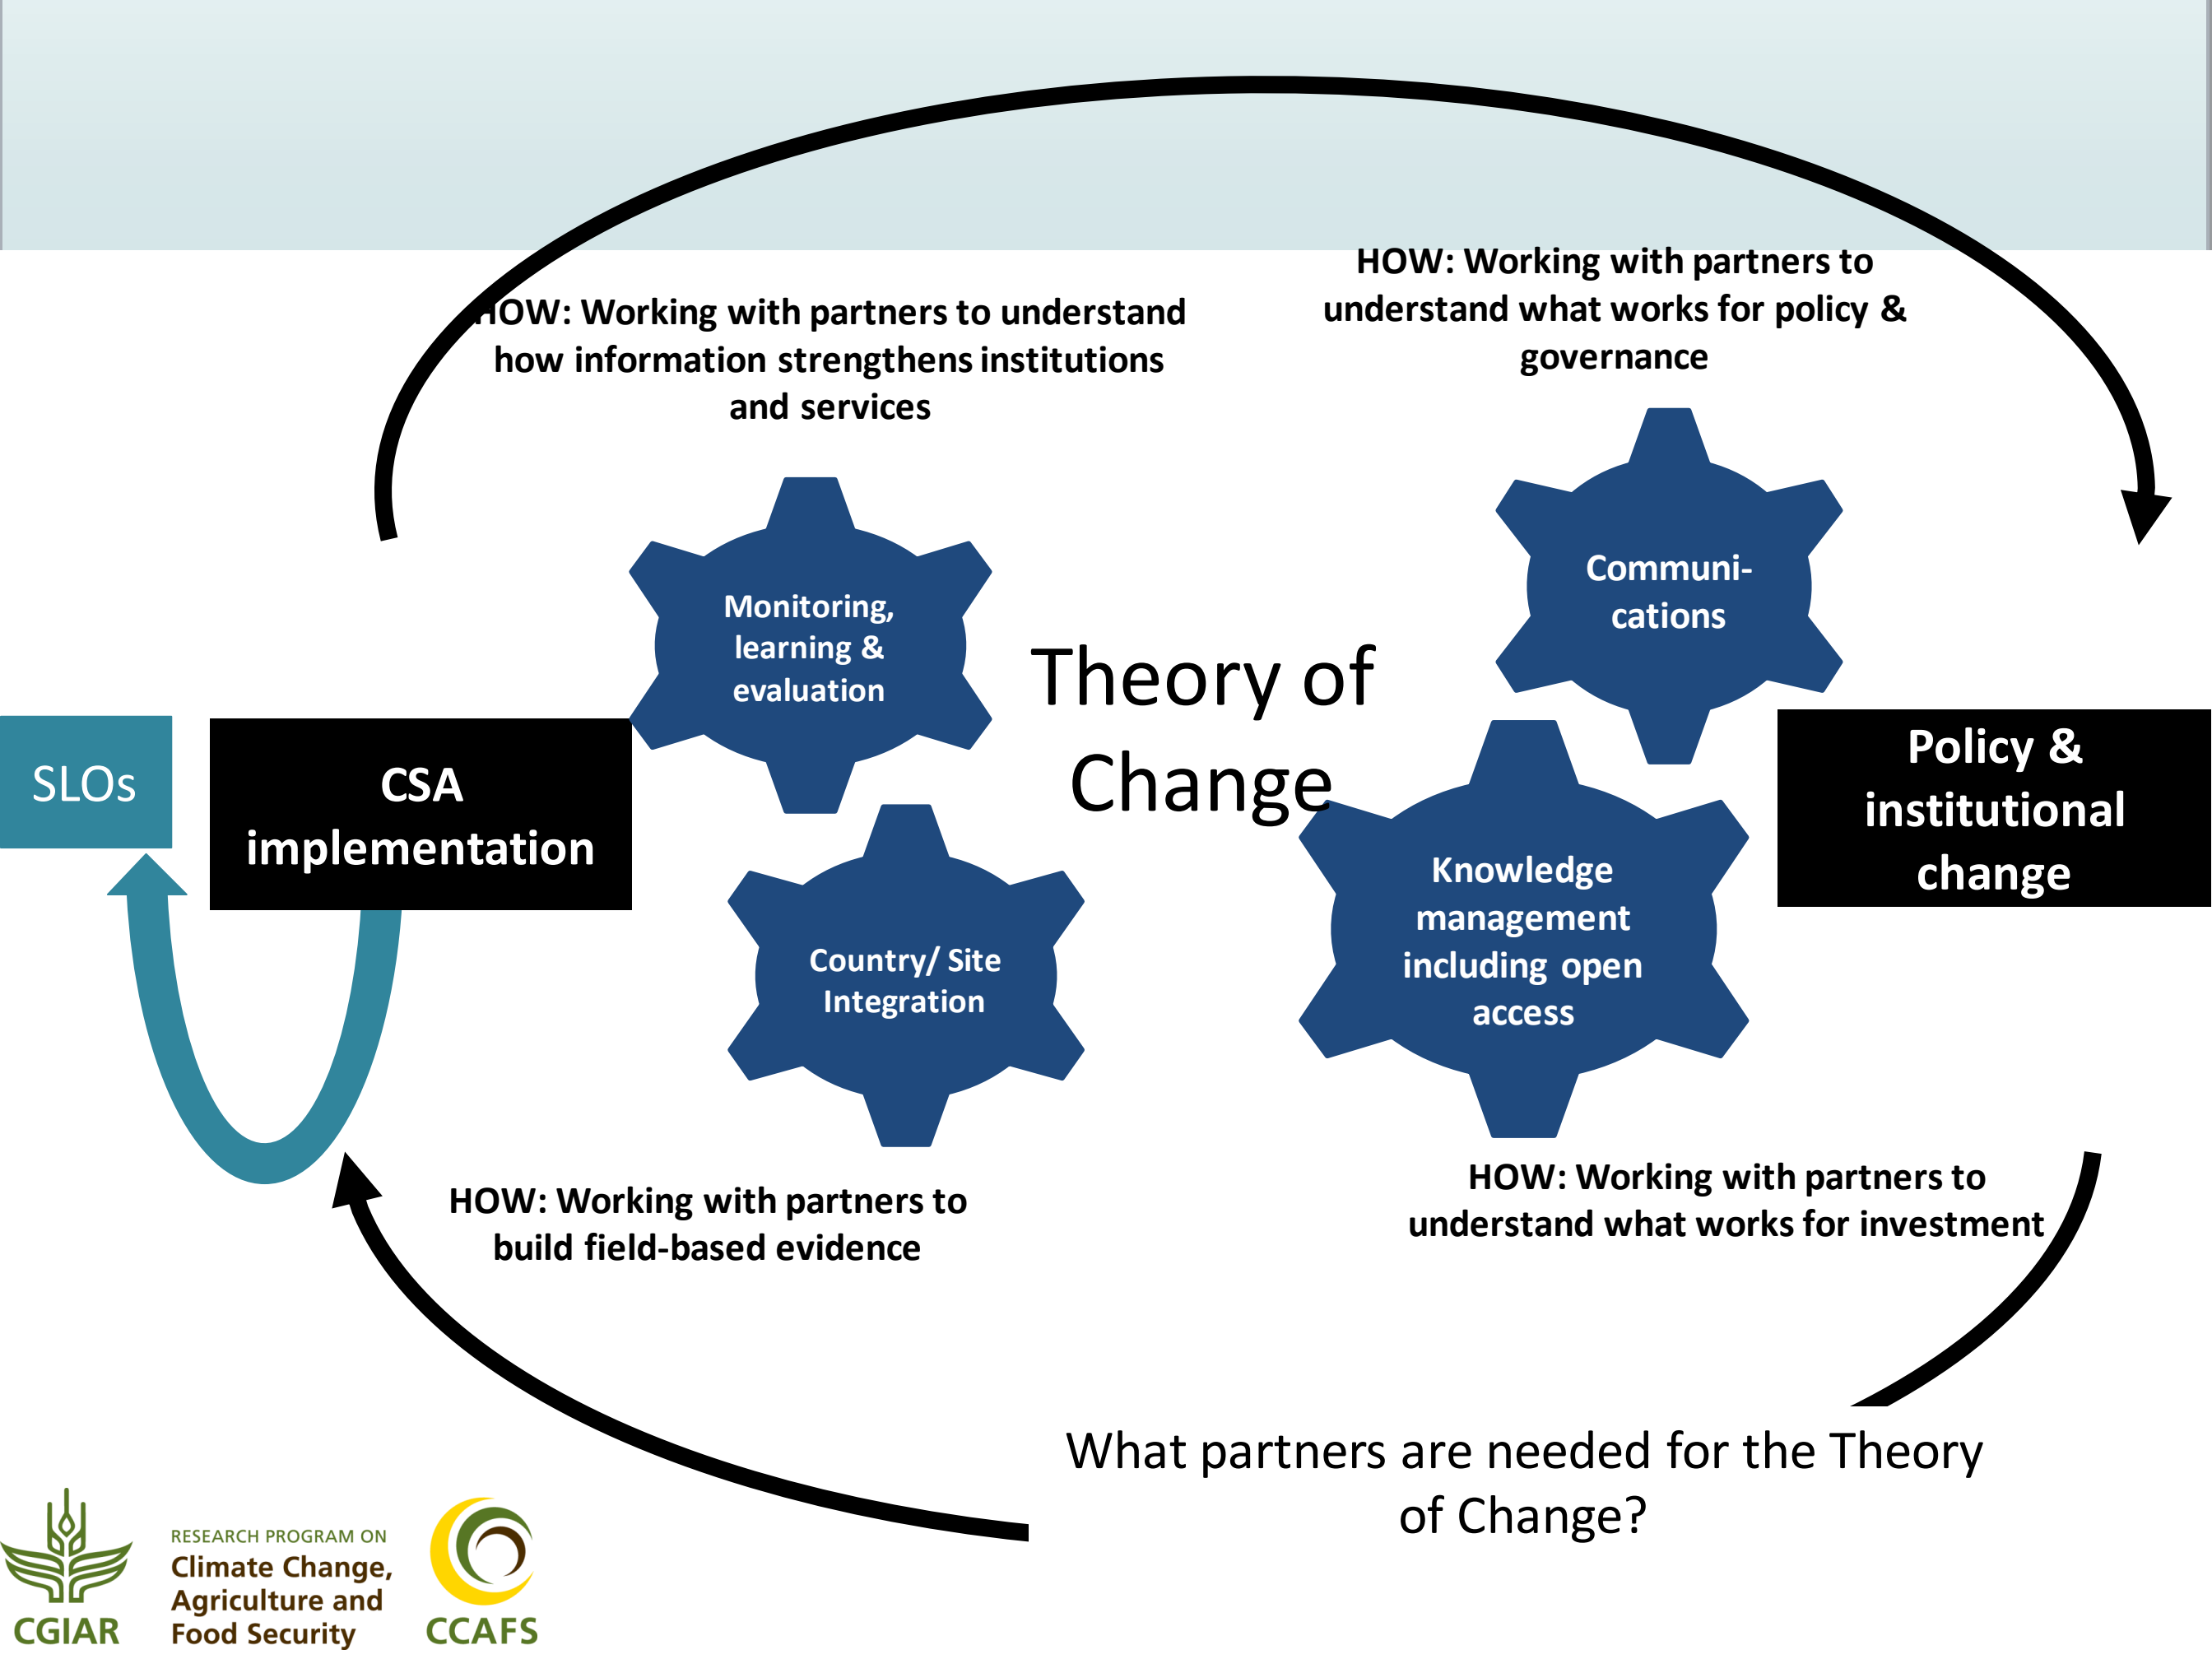 HOW: Working with partners to understand
how information strengthens institutions
and services
HOW: Working with partners to
understand what works for policy &
governance
Monitoring,
learning &
evaluation
Communi-
cations
Theory of
Change
SLOs
CSA
implementation
Policy &
institutional
change
Country/ Site
Integration
Knowledge
management
including open
access
HOW: Working with partners to
build field-based evidence
HOW: Working with partners to
understand what works for investment
What partners are needed for the Theory
of Change?
CGIAR
RESEARCH PROGRAM ON
Climate Change,
Agriculture and
Food Security
CCAFS